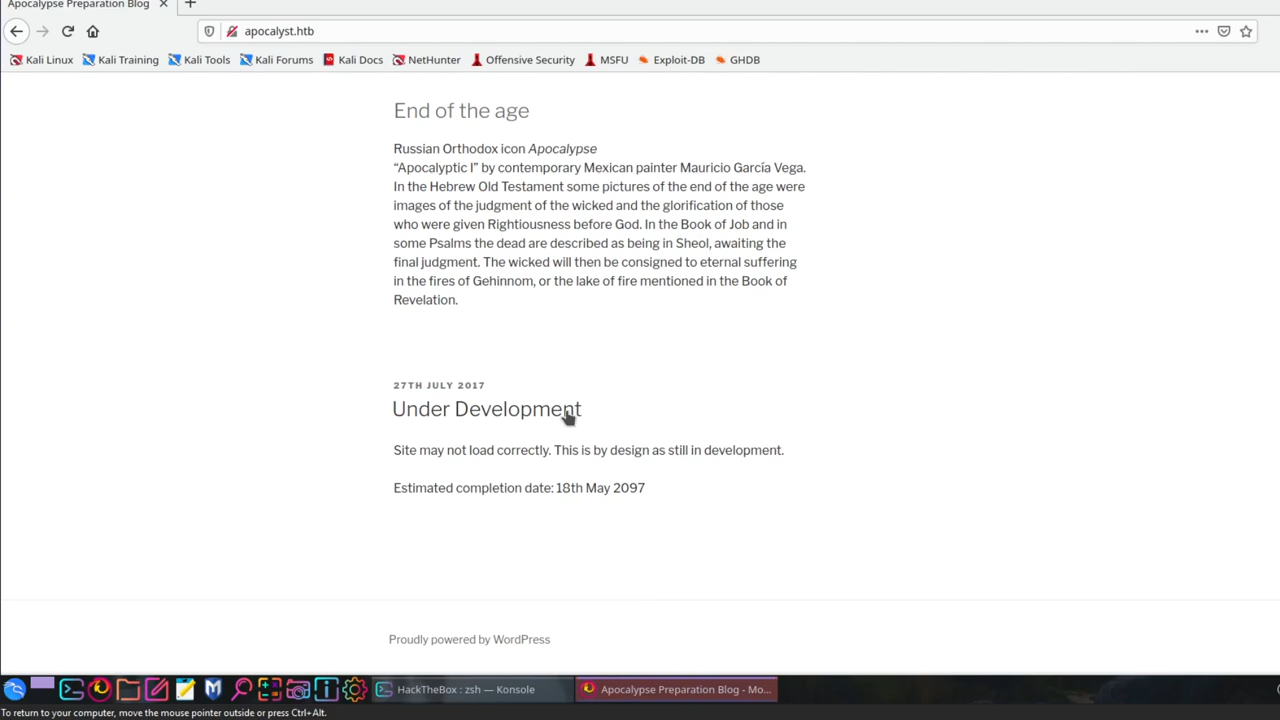 Apocalypse Preparation Blog
apocalyst.htb
Kali Linux Kali Training Kali Tools Kali Forums Kali Docs NetHunter Offensive Security MSFU Exploit-DB GHDB
End of the age
Russian Orthodox icon Apocalypse
“Apocalyptic I” by contemporary Mexican painter Mauricio García Vega.
In the Hebrew Old Testament some pictures of the end of the age were
images of the judgment of the wicked and the glorification of those
who were given Rightiousness before God. In the Book of Job and in
some Psalms the dead are described as being in Sheol, awaiting the
final judgment. The wicked will then be consigned to eternal suffering
in the fires of Gehinnom, or the lake of fire mentioned in the Book of
Revelation.
27TH JULY 2017
Under Development
Site may not load correctly. This is by design as still in development.
Estimated completion date: 18th May 2097
Proudly powered by WordPress
HackTheBox : zsh — Konsole Apocalypse Preparation Blog - Mo...
To return to your computer, move the mouse pointer outside or press Ctrl+Alt.